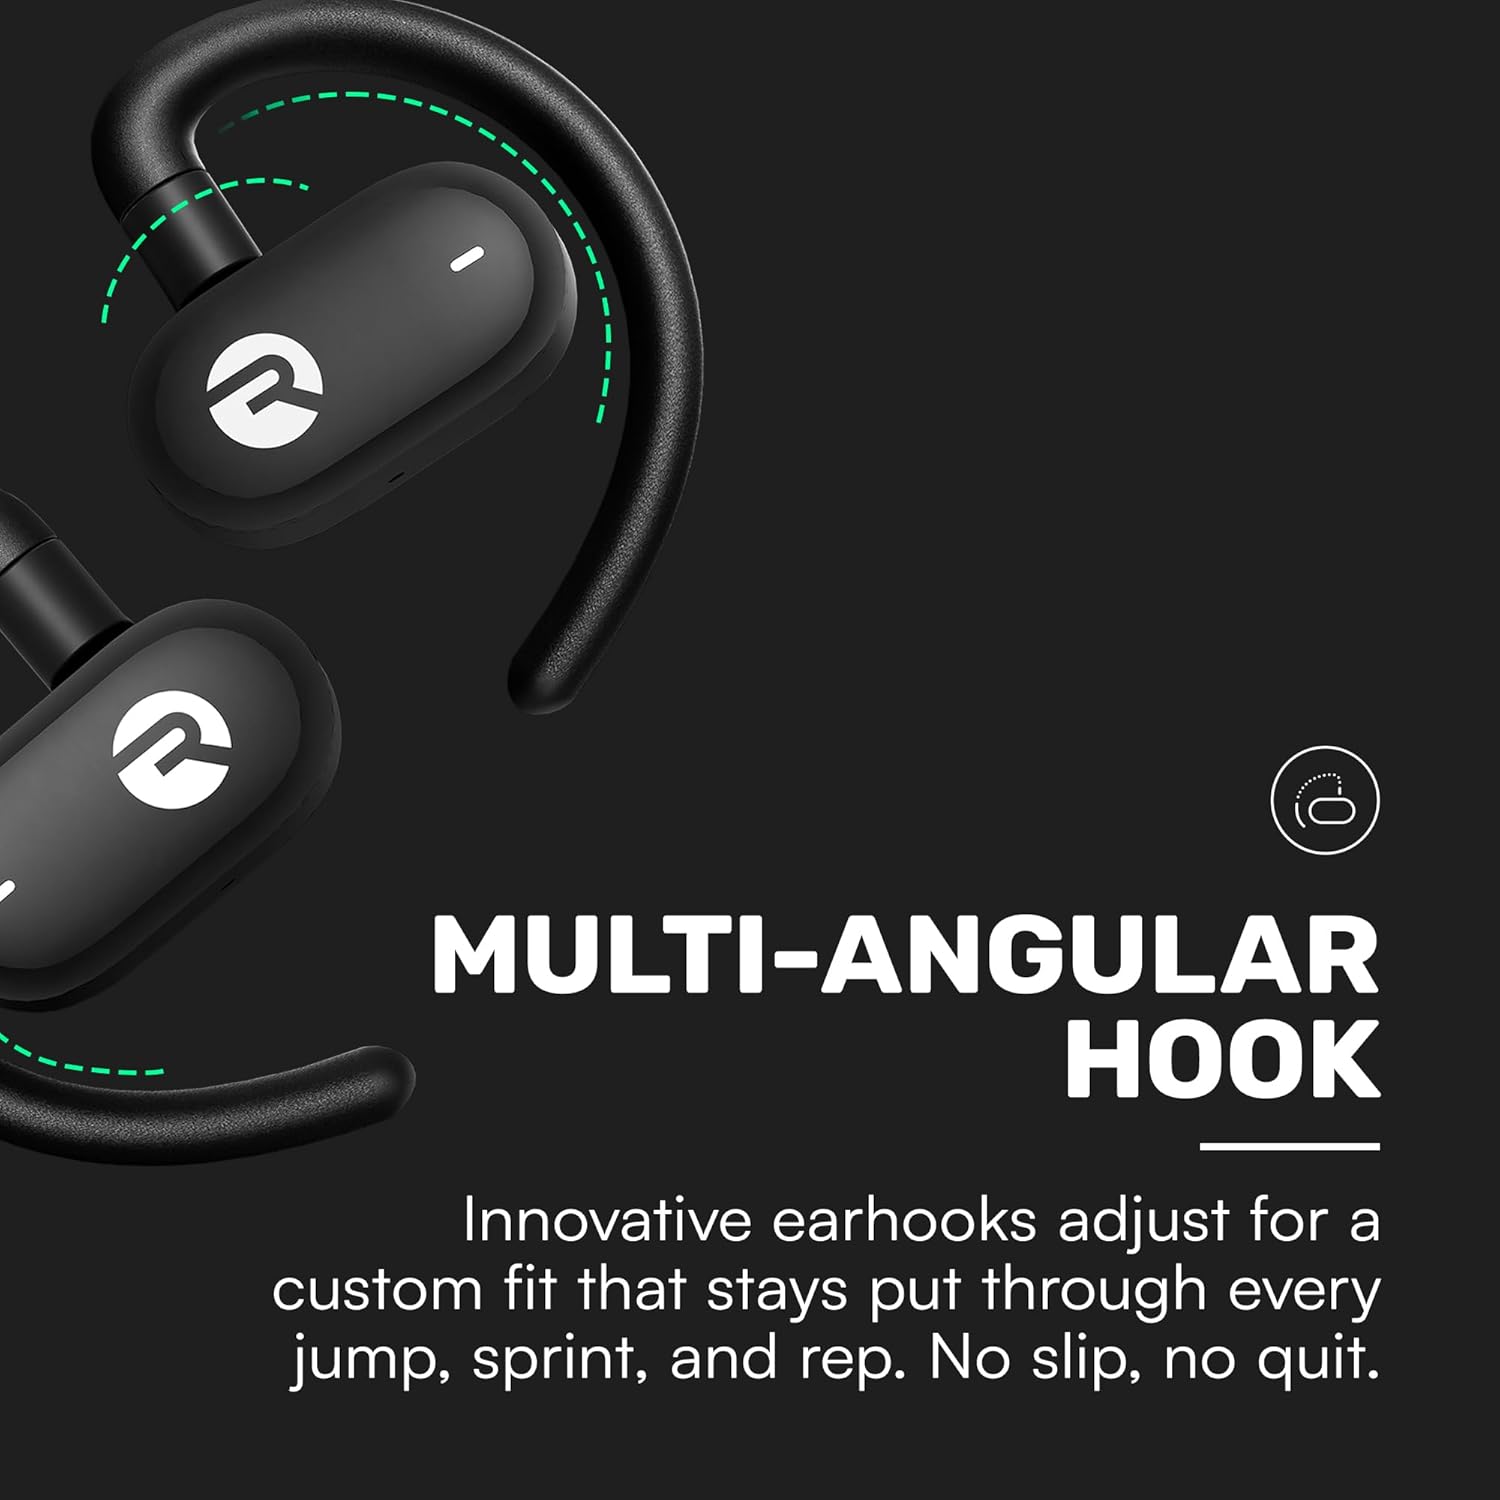 MULTI-ANGULAR
HOOK
Innovative earhooks adjust for a
custom fit that stays put through every
jump, sprint, and rep. No slip, no quit.